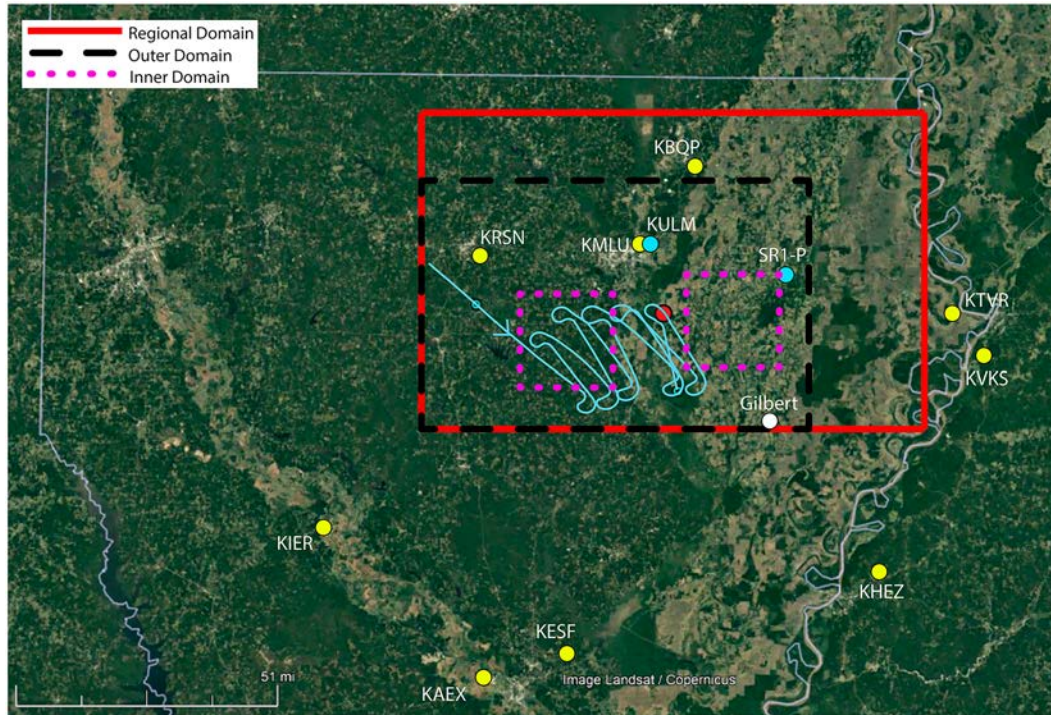 Regional Domain
Outer Domain
Inner Domain
KBQP
KRSN
KMLU
KULM
SR1-P
KTVR
KVKS
Gilbert
KIER
KHEZ
KESF
KAEX
Image Landsat / Copernicus
51 mi